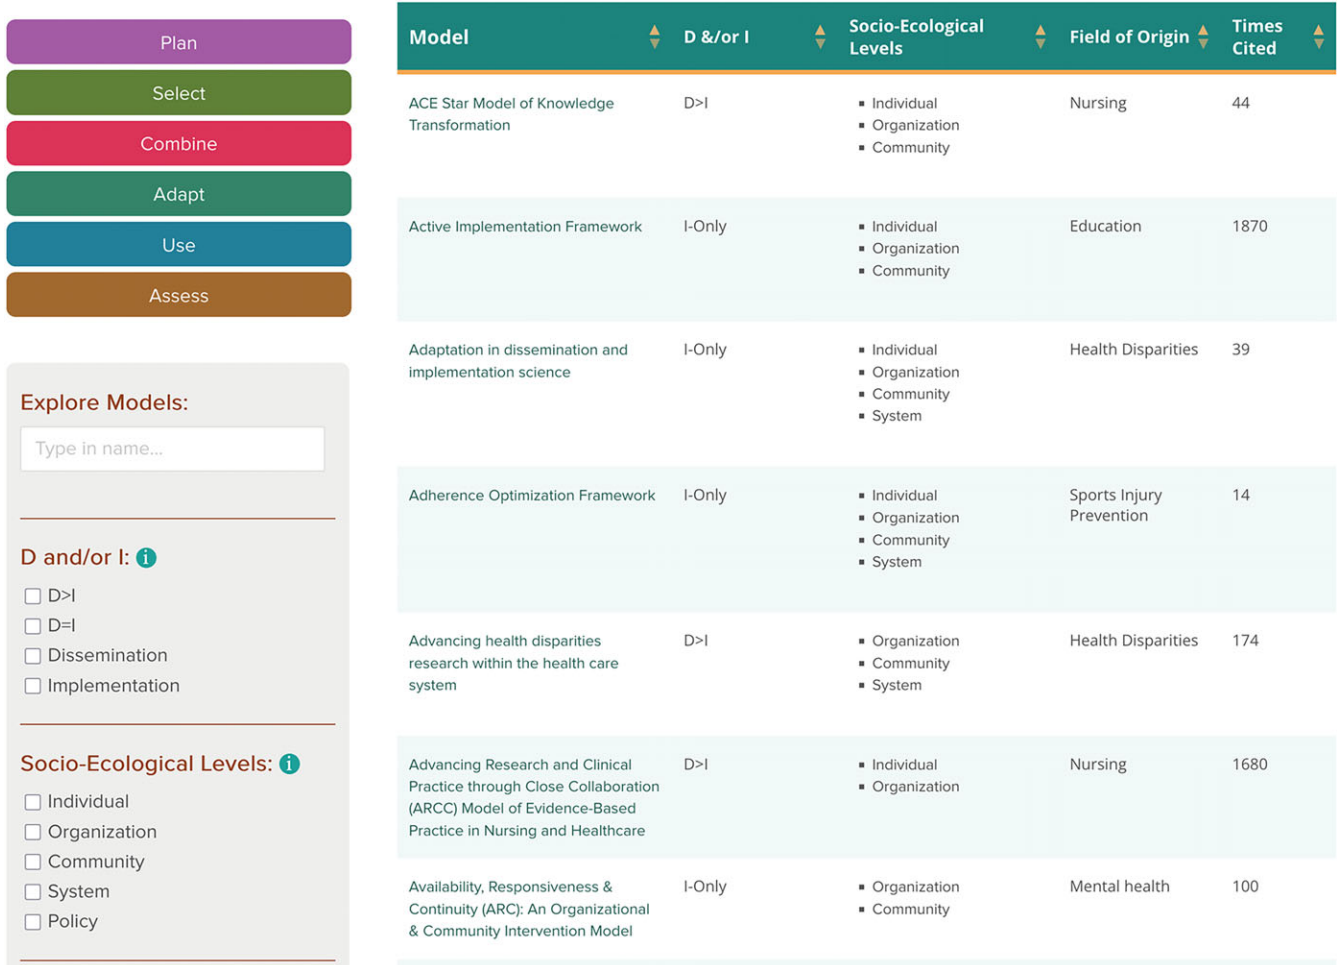 Plan
Select
Combine
Adapt
Use
Assess
Explore Models:
Type in name...
D and/or I: i
D>I
D=I
Dissemination
Implementation
Socio-Ecological Levels: i
Individual
Organization
Community
System
Policy
Model D &/or I Socio-Ecological Levels Field of Origin Times Cited
ACE Star Model of Knowledge D>I ▪ Individual Nursing 44
Transformation ▪ Organization
▪ Community
Active Implementation Framework I-Only ▪ Individual Education 1870
▪ Organization
▪ Community
Adaptation in dissemination and I-Only ▪ Individual Health Disparities 39
implementation science ▪ Organization
▪ Community
▪ System
Adherence Optimization Framework I-Only ▪ Individual Sports Injury 14
▪ Organization Prevention
▪ Community
▪ System
Advancing health disparities D>I ▪ Organization Health Disparities 174
research within the health care ▪ Community
system ▪ System
Advancing Research and Clinical D>I ▪ Individual Nursing 1680
Practice through Close Collaboration ▪ Organization
(ARCC) Model of Evidence-Based
Practice in Nursing and Healthcare
Availability, Responsiveness & I-Only ▪ Organization Mental health 100
Continuity (ARC): An Organizational ▪ Community
& Community Intervention Model